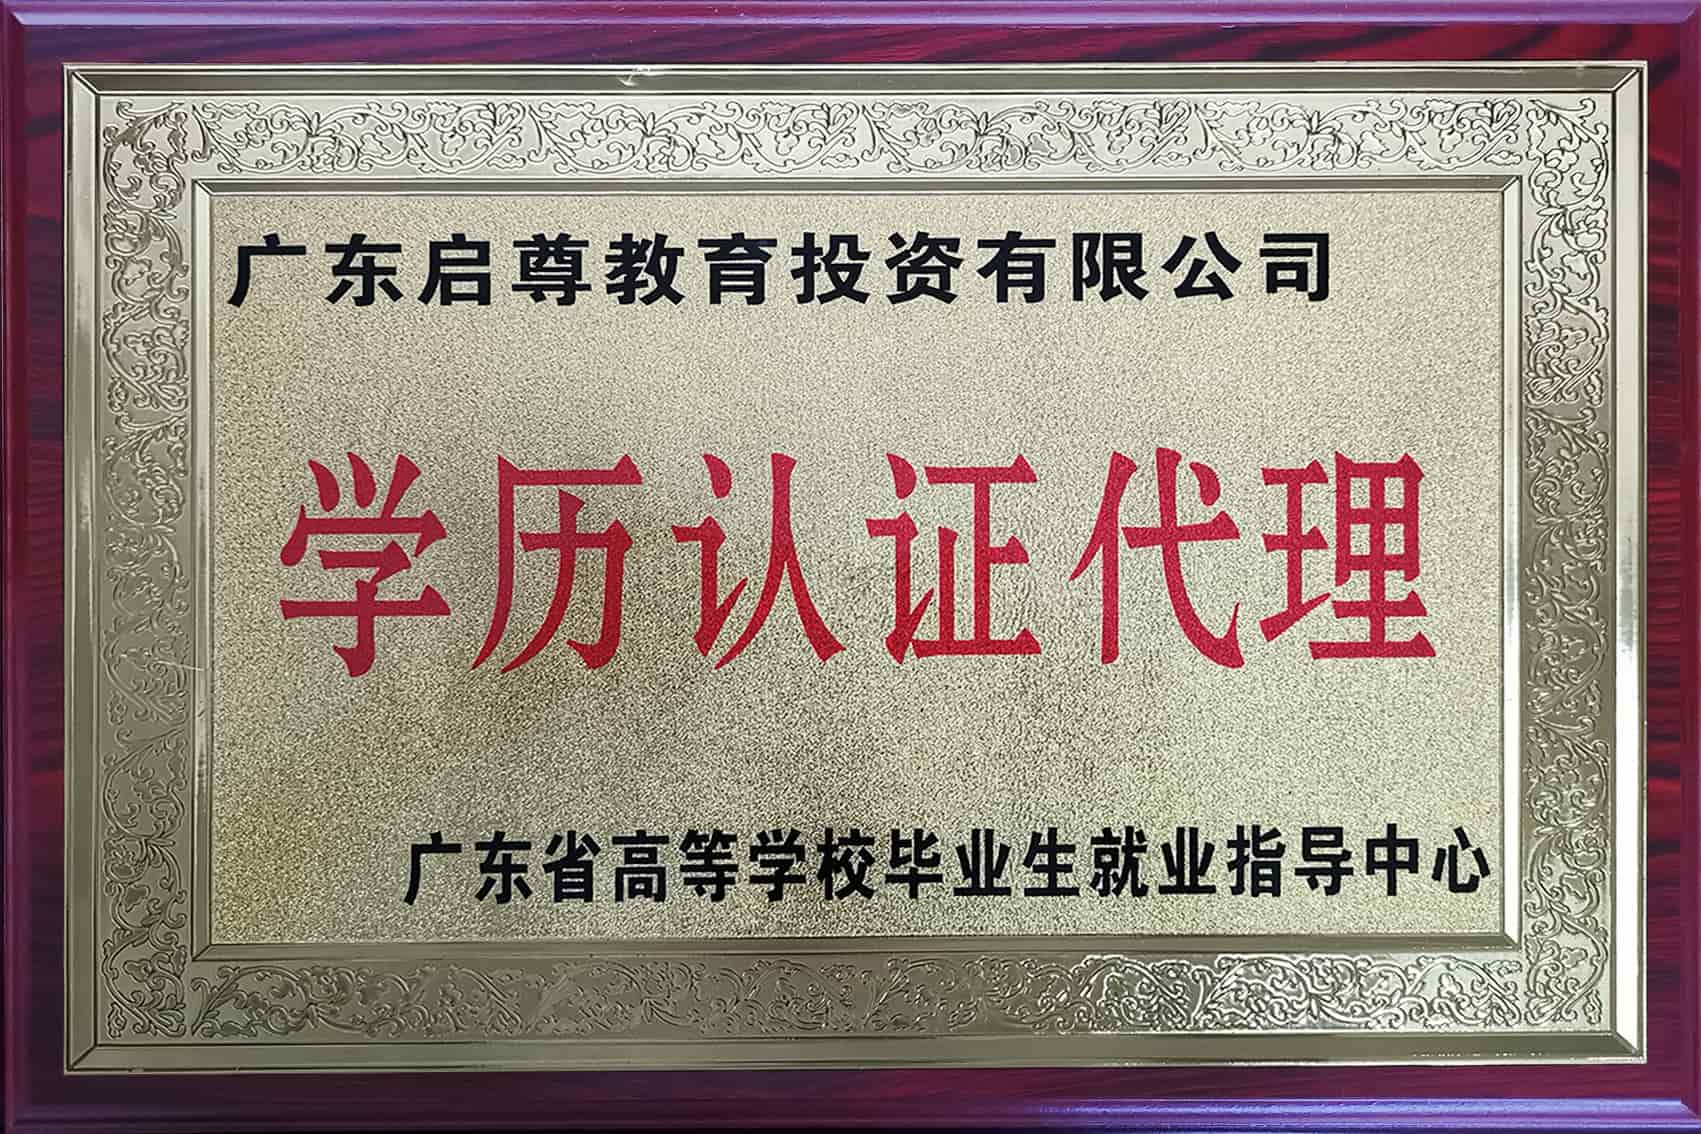 广东启尊教育投资有限公司
学历认证代理
广东省高等学校毕业生就业指导中心